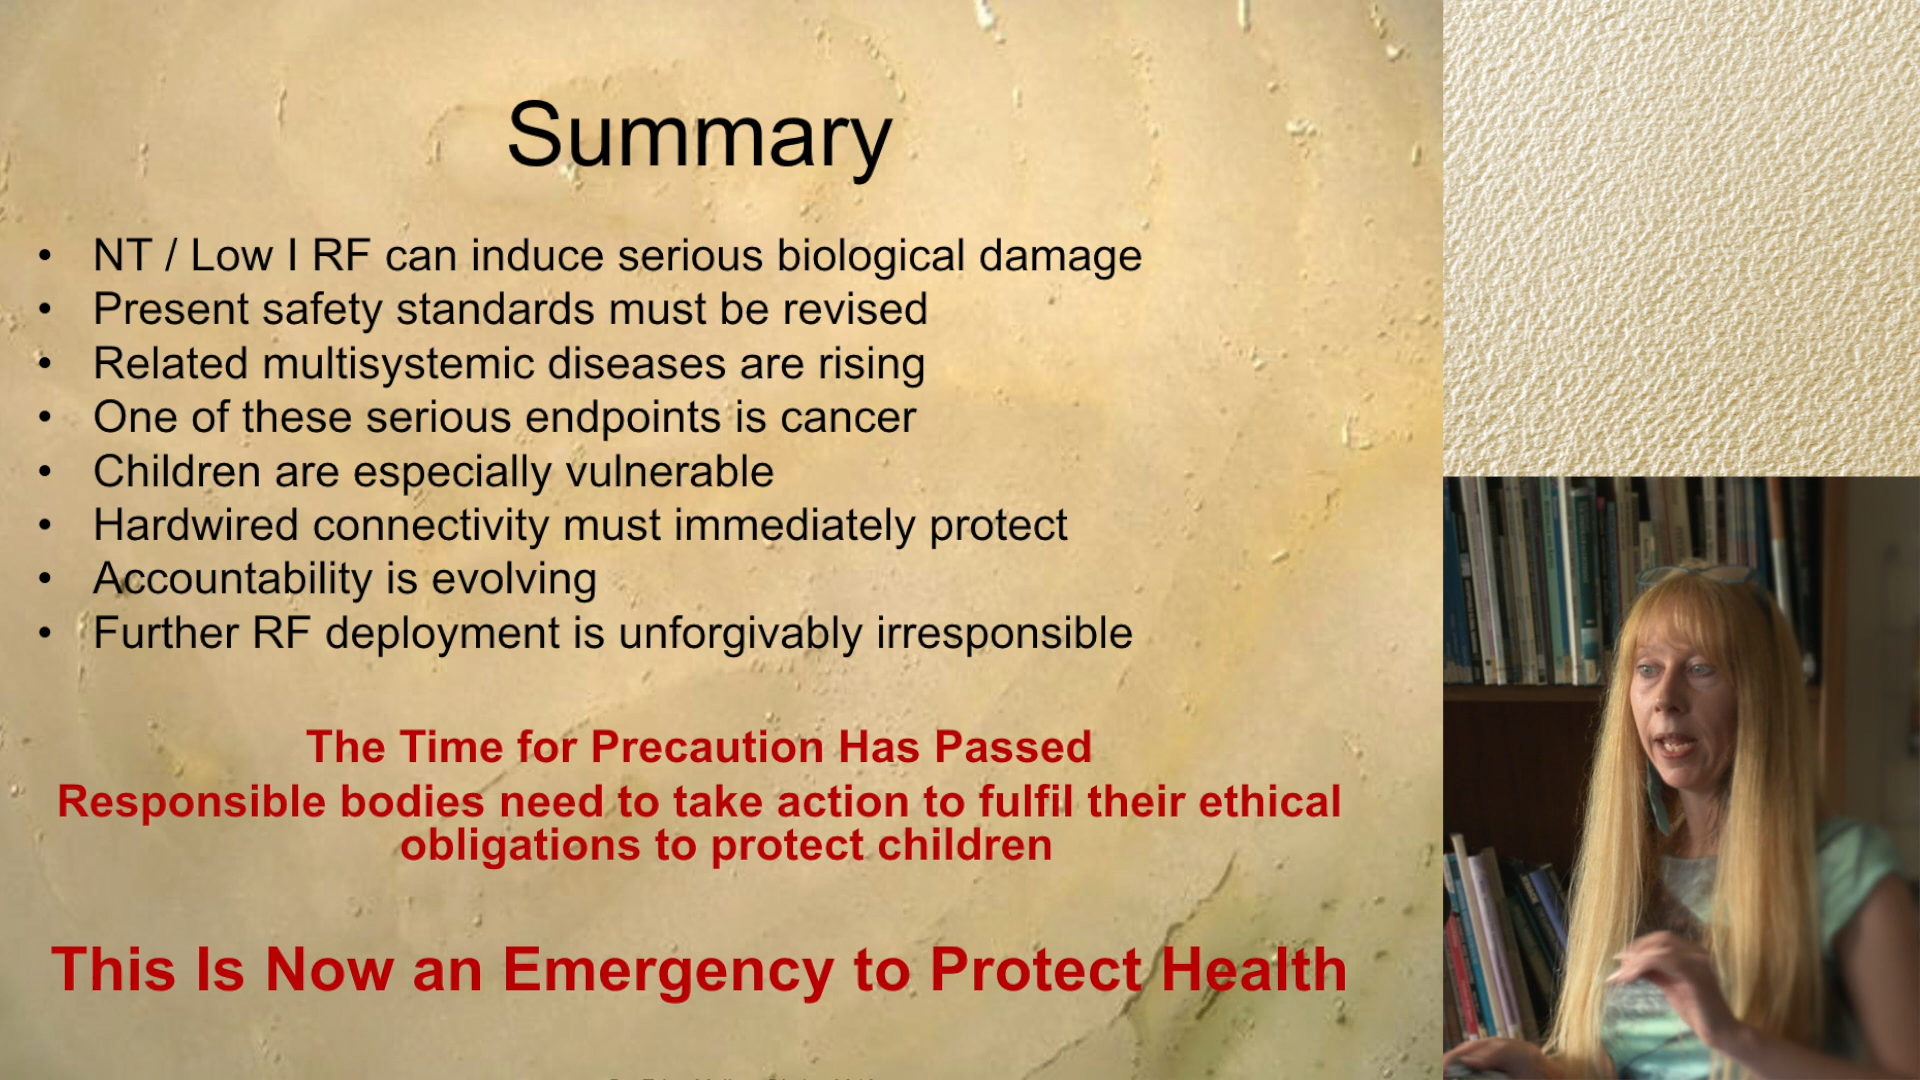 Summary
• NT / Low I RF can induce serious biological damage
• Present safety standards must be revised
• Related multisystemic diseases are rising
• One of these serious endpoints is cancer
• Children are especially vulnerable
• Hardwired connectivity must immediately protect
• Accountability is evolving
• Further RF deployment is unforgivably irresponsible
The Time for Precaution Has Passed
Responsible bodies need to take action to fulfil their ethical
obligations to protect children
This Is Now an Emergency to Protect Health